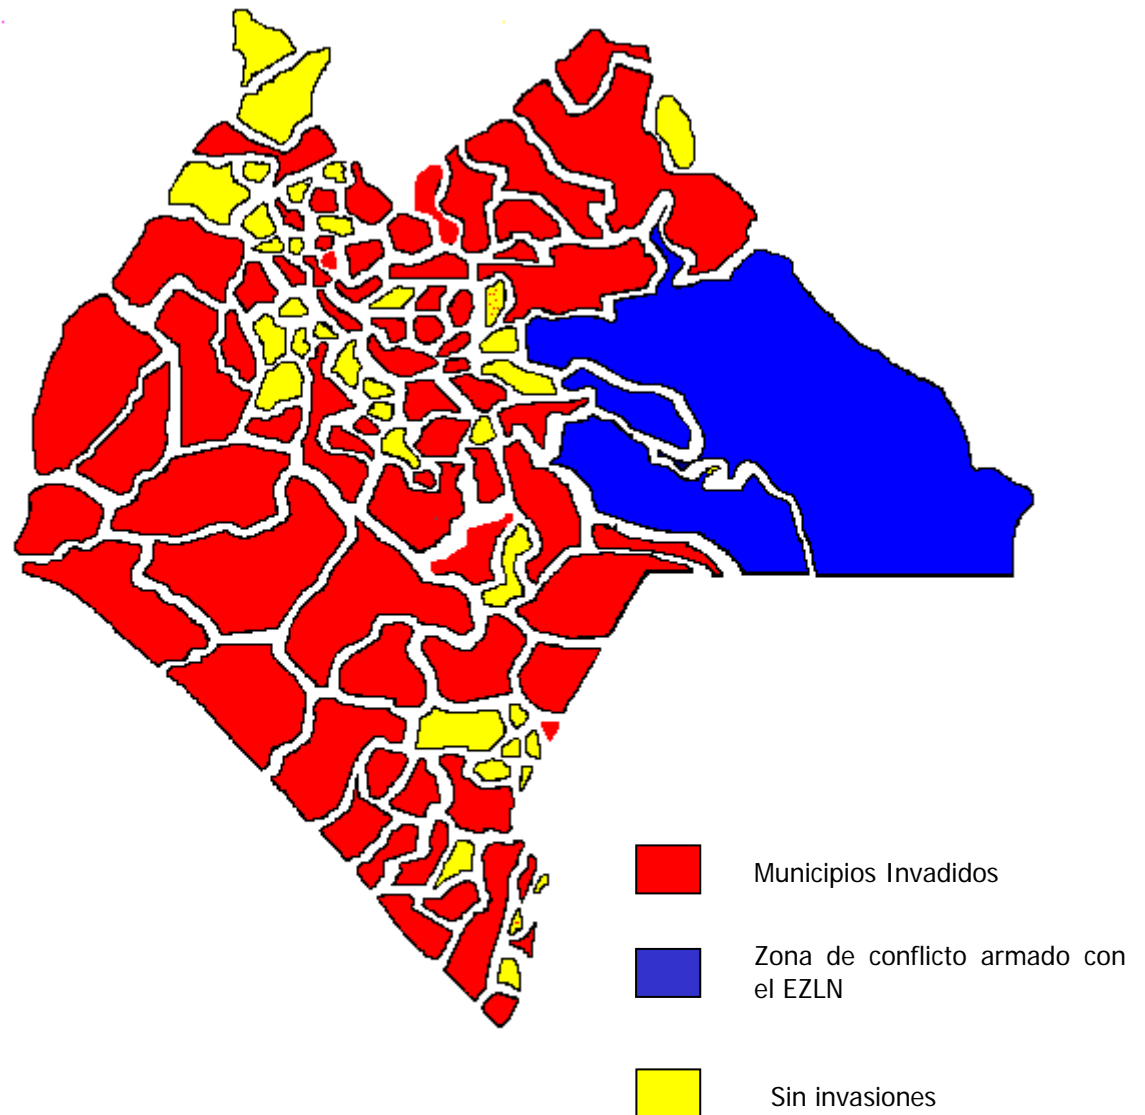 Municipios Invadidos
Zona de conflicto armado con
el EZLN
Sin invasiones